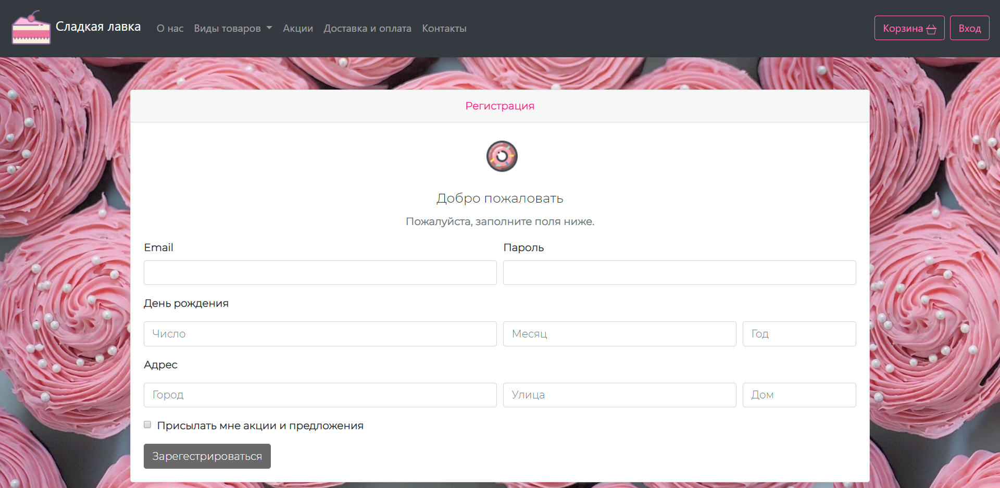 Сладкая лавка О нас Виды товаров Акции Доставка и оплата Контакты Корзина Вход
Регистрация
Добро пожаловать
Пожалуйста, заполните поля ниже.
Email Пароль
День рождения
Число Месяц Год
Адрес
Город Улица Дом
Присылать мне акции и предложения
Зарегестрироваться